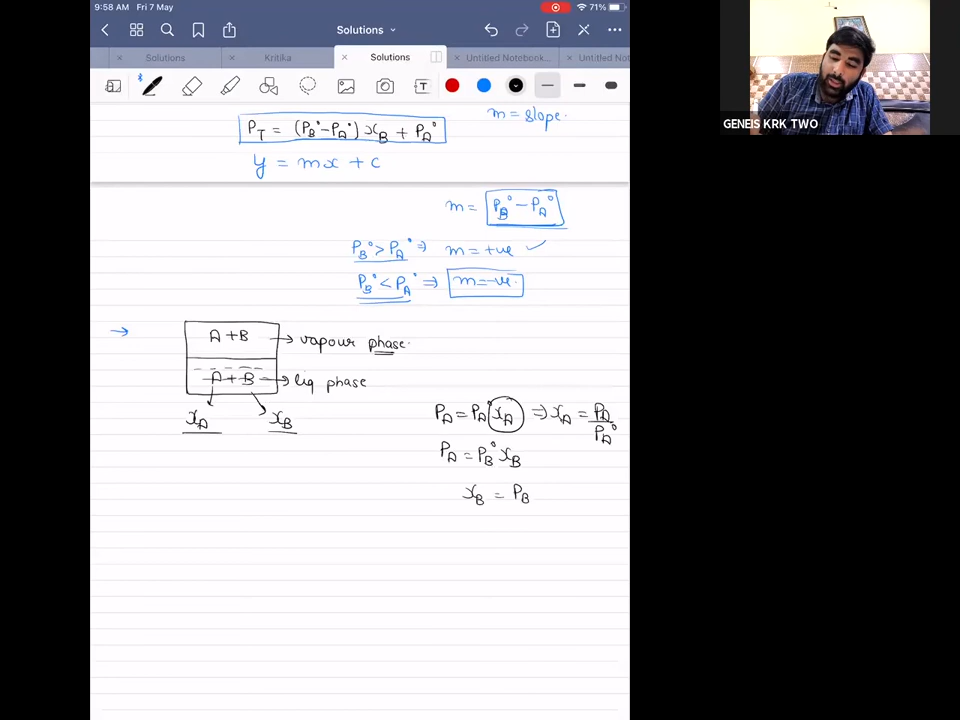 9:58 AM Fri 7 May
71%
Solutions
Solutions
Kritika
Solutions
Untitled Notebook...
Untitled Not
T
GENEIS KRK TWO
m = slope.
P_T = (P_B° - P_A°) x_B + P_A°
y = mx + c
m = P_B° - P_A°
P_B° > P_A° ⇒ m = +ve ✓
P_B° < P_A° ⇒ m = -ve.
→ A + B → vapour phase.
A + B → liq phase
x_A x_B
P_A = P_A° x_A ⇒ x_A = P_A / P_A°
P_A = P_B° x_B
x_B = P_B